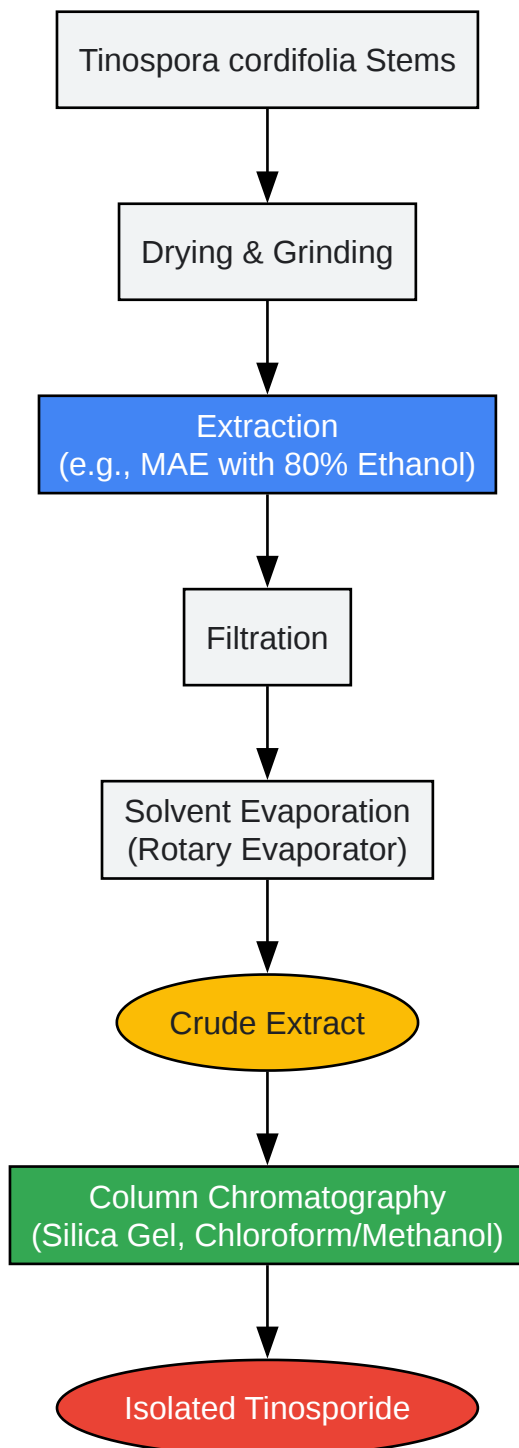 Tinospora cordifolia Stems
Drying & Grinding
Extraction
(e.g., MAE with 80% Ethanol)
Filtration
Solvent Evaporation
(Rotary Evaporator)
Crude Extract
Column Chromatography
(Silica Gel, Chloroform/Methanol)
Isolated Tinosporide